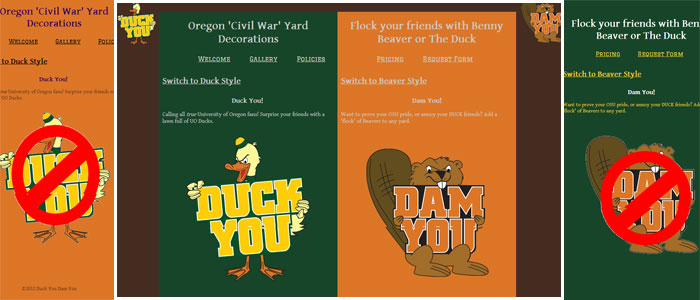 Oregon 'Civil War' Yard
Decorations
Welcome Gallery
to Duck Style
Duck You!
true University of Oregon fans! Surprise your friends
UO Ducks.
DUCK
YOU
©2012 Duck You Dam You
DUCK
YOU
Oregon 'Civil War' Yard
Decorations
Welcome Gallery Policies
Switch to Duck Style
Duck You!
Calling all true University of Oregon fans! Surprise your friends with a
lawn full of UO Ducks.
DUCK
YOU
Flock your friends with Benny
Beaver or The Duck
Pricing Request Form
Switch to Beaver Style
Dam You!
Want to prove your OSU pride, or annoy your DUCK friends? Add a
'flock' of Beavers to any yard.
DAM
YOU
DAM
YOU
Flock your friends with
Beaver or The Duck
Pricing Request Form
Switch to Beaver Style
Dam You!
Want to prove your OSU pride, or annoy your DUCK friends? Add a
'flock' of Beavers to any yard.
DAM
YOU